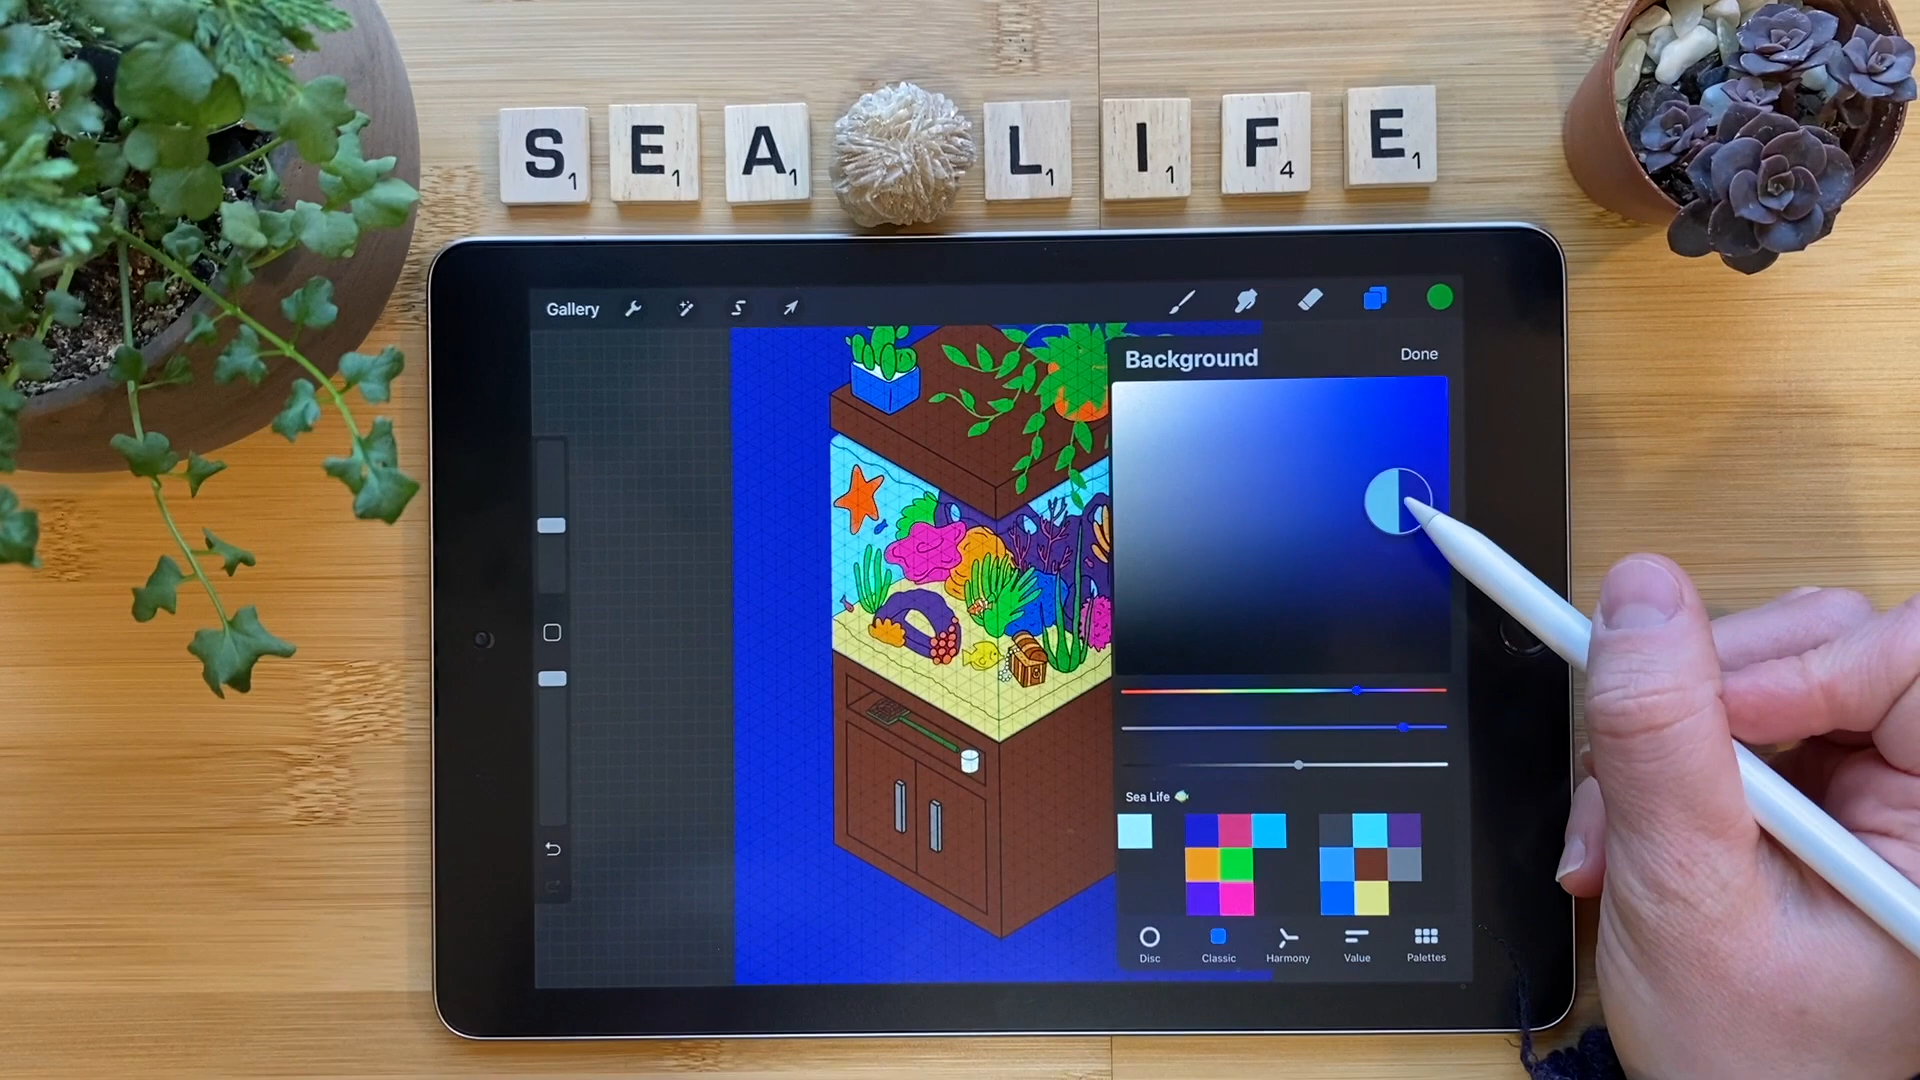 S1 E1 A1 L1 I1 F4 E1
Gallery
Background Done
Sea Life
Disc Classic Harmony Value Palettes